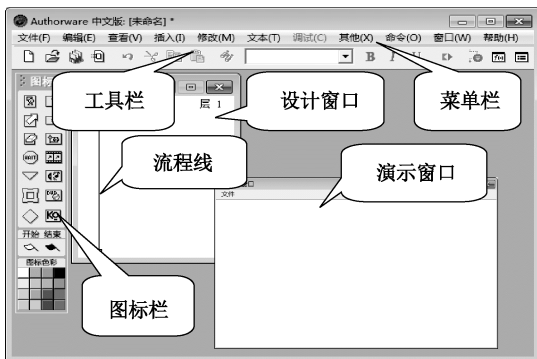 Authorware 中文版: [未命名] *
文件(F) 编辑(E) 查看(V) 插入(I) 修改(M) 文本(T) 调试(C) 其他(X) 命令(O) 窗口(W) 帮助(H)
B I U
图标
工具栏
层 1
设计窗口
菜单栏
流程线
演示窗口
文件
开始 结束
图标色彩
图标栏